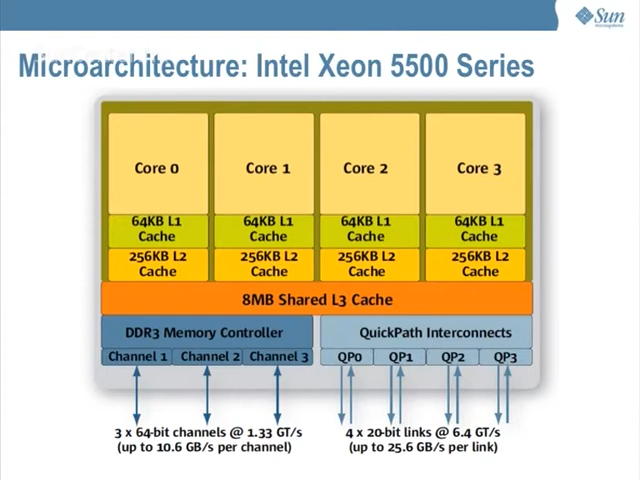 Sun
microsystems
Microarchitecture: Intel Xeon 5500 Series
Core 0
Core 1
Core 2
Core 3
64KB L1
Cache
64KB L1
Cache
64KB L1
Cache
64KB L1
Cache
256KB L2
Cache
256KB L2
Cache
256KB L2
Cache
256KB L2
Cache
8MB Shared L3 Cache
DDR3 Memory Controller
QuickPath Interconnects
Channel 1
Channel 2
Channel 3
QP0
QP1
QP2
QP3
3 x 64-bit channels @ 1.33 GT/s
(up to 10.6 GB/s per channel)
4 x 20-bit links @ 6.4 GT/s
(up to 25.6 GB/s per link)